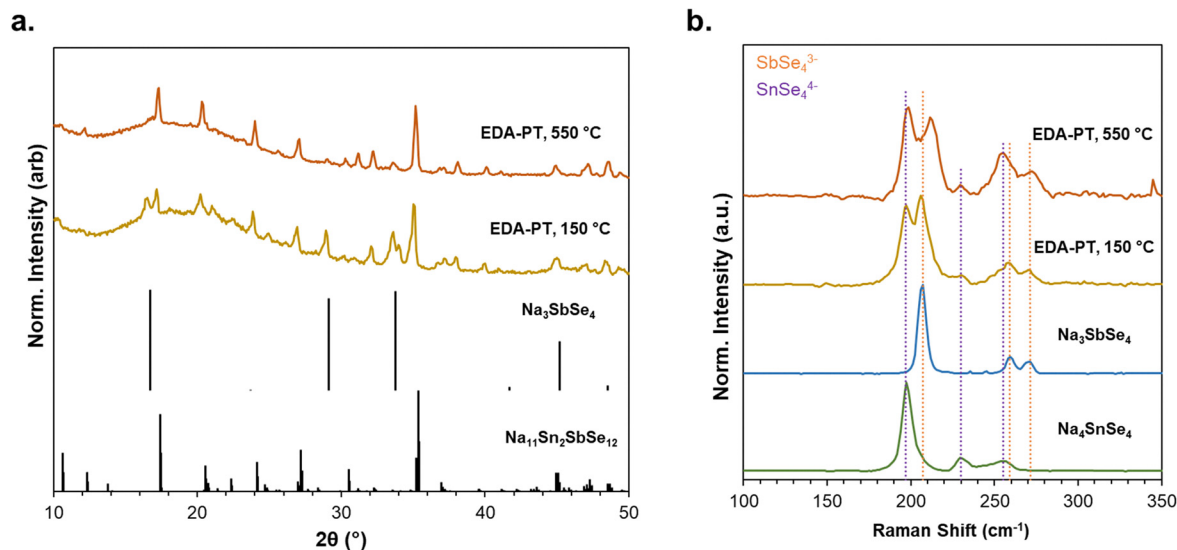 a.
Norm. Intensity (arb)
EDA-PT, 550 °C
EDA-PT, 150 °C
Na₃SbSe₄
Na₁₁Sn₂SbSe₁₂
10 20 30 40 50
2θ (°)
b.
Norm. Intensity (a.u.)
SbSe₄³⁻
SnSe₄⁴⁻
EDA-PT, 550 °C
EDA-PT, 150 °C
Na₃SbSe₄
Na₄SnSe₄
100 150 200 250 300 350
Raman Shift (cm⁻¹)